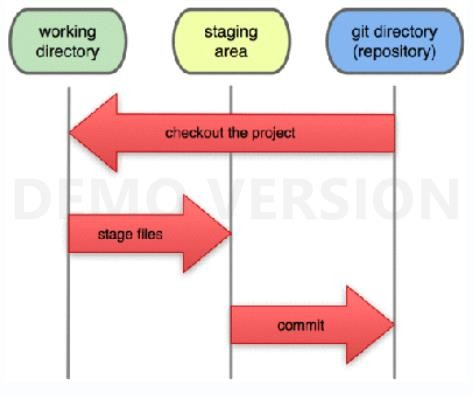 working
directory
staging
area
git directory
(repository)
checkout the project
DEMO VERSION
stage files
commit